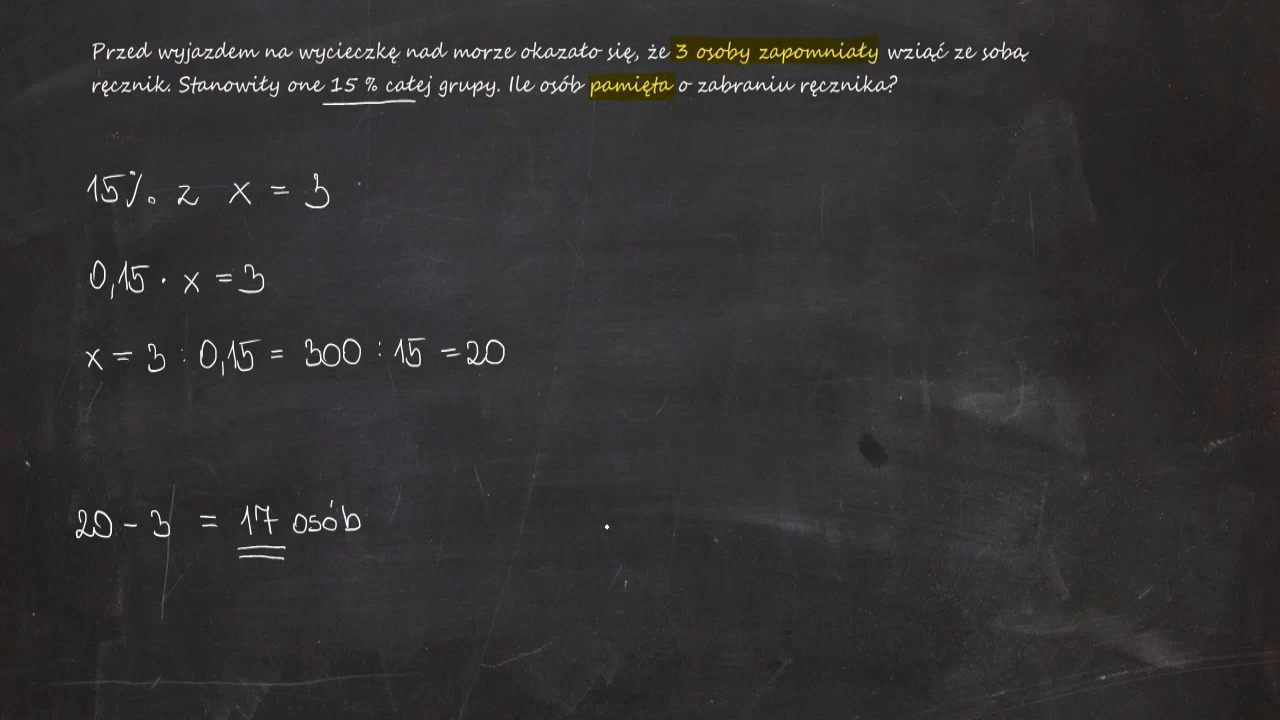 Przed wyjazdem na wycieczkę nad morze okazało się, że 3 osoby zapomniały wziąć ze sobą
ręcznik. Stanowiły one 15 % całej grupy. Ile osób pamięta o zabraniu ręcznika?
15% z x = 3
0,15 · x = 3
x = 3 : 0,15 = 300 : 15 = 20
20 - 3 = 17 osób